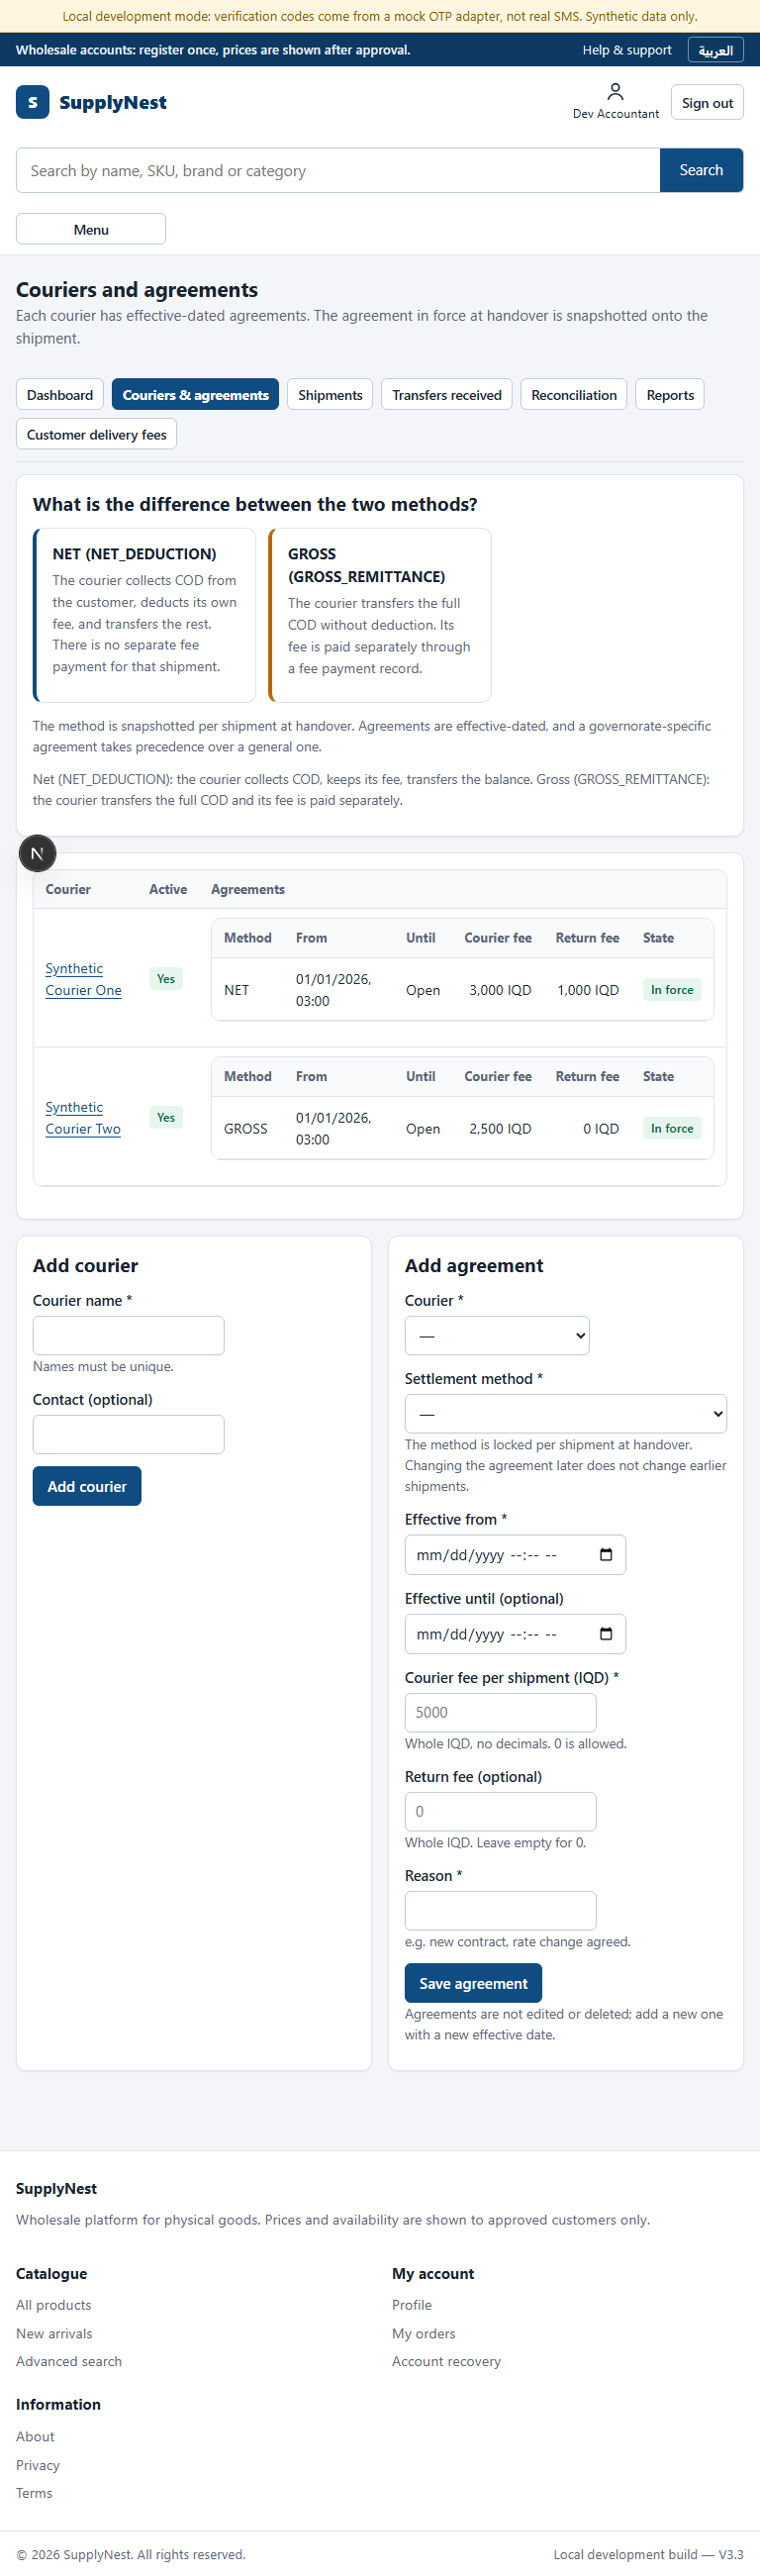 Local development mode: verification codes come from a mock OTP adapter, not real SMS. Synthetic data only.
Wholesale accounts: register once, prices are shown after approval.
Help & support
العربية
S
SupplyNest
Dev Accountant
Sign out
Search by name, SKU, brand or category
Search
Menu
Couriers and agreements
Each courier has effective-dated agreements. The agreement in force at handover is snapshotted onto the
shipment.
Dashboard
Couriers & agreements
Shipments
Transfers received
Reconciliation
Reports
Customer delivery fees
What is the difference between the two methods?
NET (NET_DEDUCTION)
The courier collects COD from
the customer, deducts its own
fee, and transfers the rest.
There is no separate fee
payment for that shipment.
GROSS
(GROSS_REMITTANCE)
The courier transfers the full
COD without deduction. Its
fee is paid separately through
a fee payment record.
The method is snapshotted per shipment at handover. Agreements are effective-dated, and a governorate-specific
agreement takes precedence over a general one.
Net (NET_DEDUCTION): the courier collects COD, keeps its fee, transfers the balance. Gross (GROSS_REMITTANCE):
the courier transfers the full COD and its fee is paid separately.
N
Courier Active Agreements
Synthetic
Courier One
Yes
Method From Until Courier fee Return fee State
NET 01/01/2026, 03:00 Open 3,000 IQD 1,000 IQD In force
Synthetic
Courier Two
Yes
Method From Until Courier fee Return fee State
GROSS 01/01/2026, 03:00 Open 2,500 IQD 0 IQD In force
Add courier
Courier name *
Names must be unique.
Contact (optional)
Add courier
Add agreement
Courier *
—
Settlement method *
—
The method is locked per shipment at handover.
Changing the agreement later does not change earlier
shipments.
Effective from *
mm/dd/yyyy --:-- --
Effective until (optional)
mm/dd/yyyy --:-- --
Courier fee per shipment (IQD) *
5000
Whole IQD, no decimals. 0 is allowed.
Return fee (optional)
0
Whole IQD. Leave empty for 0.
Reason *
e.g. new contract, rate change agreed.
Save agreement
Agreements are not edited or deleted; add a new one
with a new effective date.
SupplyNest
Wholesale platform for physical goods. Prices and availability are shown to approved customers only.
Catalogue
All products
New arrivals
Advanced search
My account
Profile
My orders
Account recovery
Information
About
Privacy
Terms
© 2026 SupplyNest. All rights reserved.
Local development build — V3.3